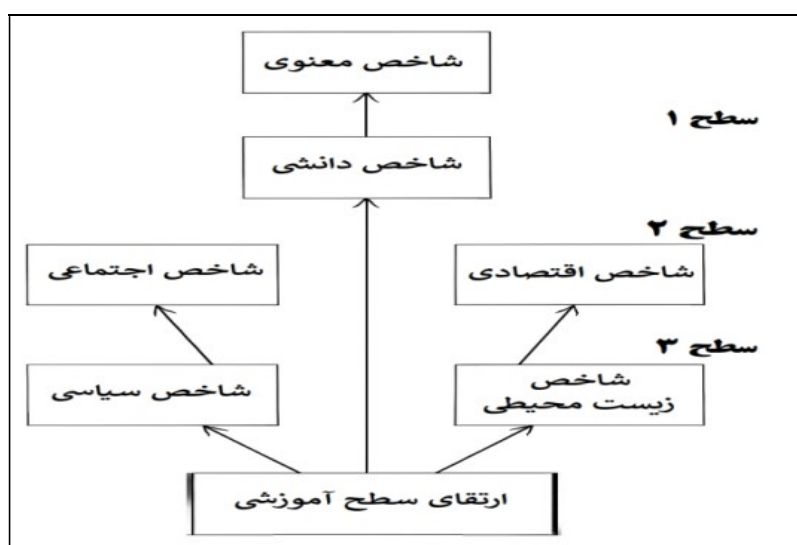 شاخص معنوی
سطح ۱
شاخص دانشی
سطح ۲
شاخص اقتصادی
شاخص اجتماعی
سطح ۳
شاخص
زیست محیطی
شاخص سیاسی
ارتقای سطح آموزشی